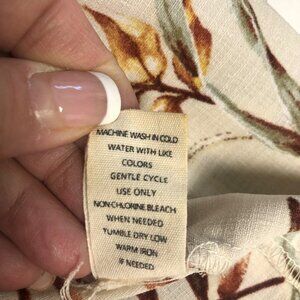 MACHINE WASH IN COLD
WATER WITH LIKE
COLORS
GENTLE CYCLE
USE ONLY
NON-CHLORINE BLEACH
WHEN NEEDED
TUMBLE DRY LOW
WARM IRON
IF NEEDED